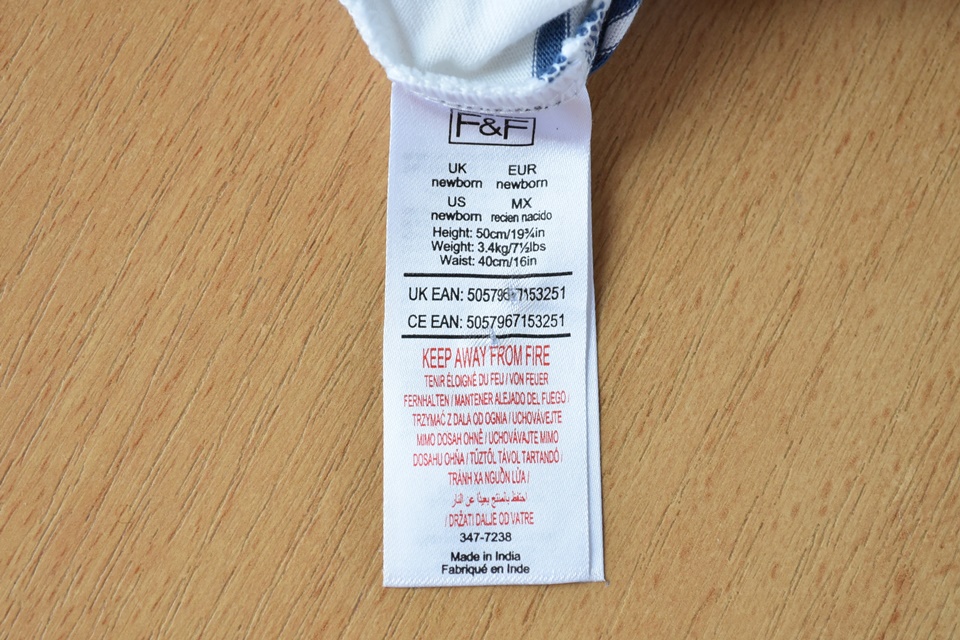 F&F
UK EUR
newborn newborn
US MX
newborn recien nacido
Height: 50cm/19¾in
Weight: 3.4kg/7½lbs
Waist: 40cm/16in
UK EAN: 5057967153251
CE EAN: 5057967153251
KEEP AWAY FROM FIRE
TENIR ÉLOIGNÉ DU FEU / VON FEUER
FERNHALTEN / MANTENER ALEJADO DEL FUEGO /
TRZYMAĆ Z DALA OD OGNIA / UCHOVÁVEJTE
MIMO DOSAH OHNĚ / UCHOVÁVAJTE MIMO
DOSAHU OHŇA / TŰZTŐL TÁVOL TARTANDÓ /
TRÁNH XA NGUỒN LỬA /
احتفظ بالمنتج بعيدًا عن النار
/ DRŽATI DALJE OD VATRE
347-7238
Made in India
Fabriqué en Inde